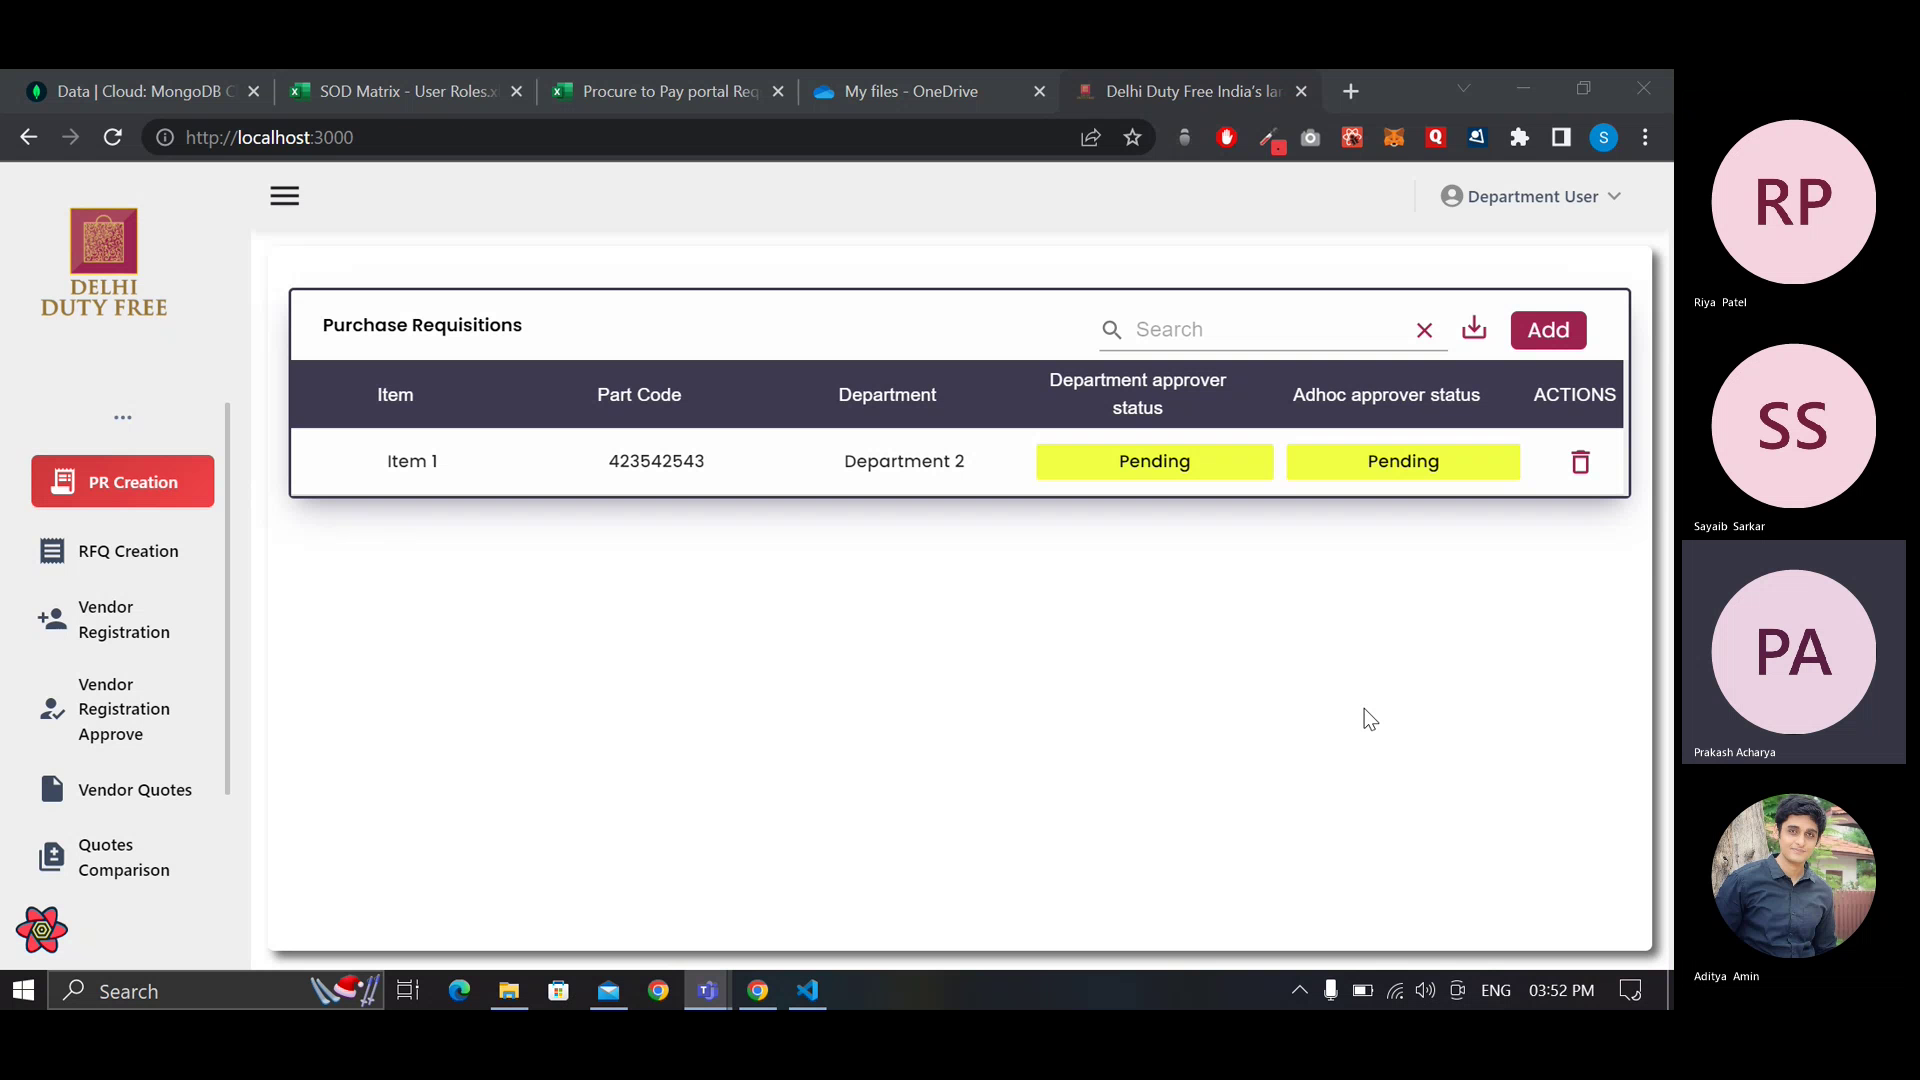 Data | Cloud: MongoDB C
SOD Matrix - User Roles.x
Procure to Pay portal Req
My files - OneDrive
Delhi Duty Free India's lar
http://localhost:3000
S
DELHI
DUTY FREE
Department User
Purchase Requisitions
Search
Add
Item
Part Code
Department
Department approver
status
Adhoc approver status
ACTIONS
Item 1
423542543
Department 2
Pending
Pending
...
PR Creation
RFQ Creation
Vendor
Registration
Vendor
Registration
Approve
Vendor Quotes
Quotes
Comparison
Search
ENG
03:52 PM
RP
Riya Patel
SS
Sayaib Sarkar
PA
Prakash Acharya
Aditya Amin